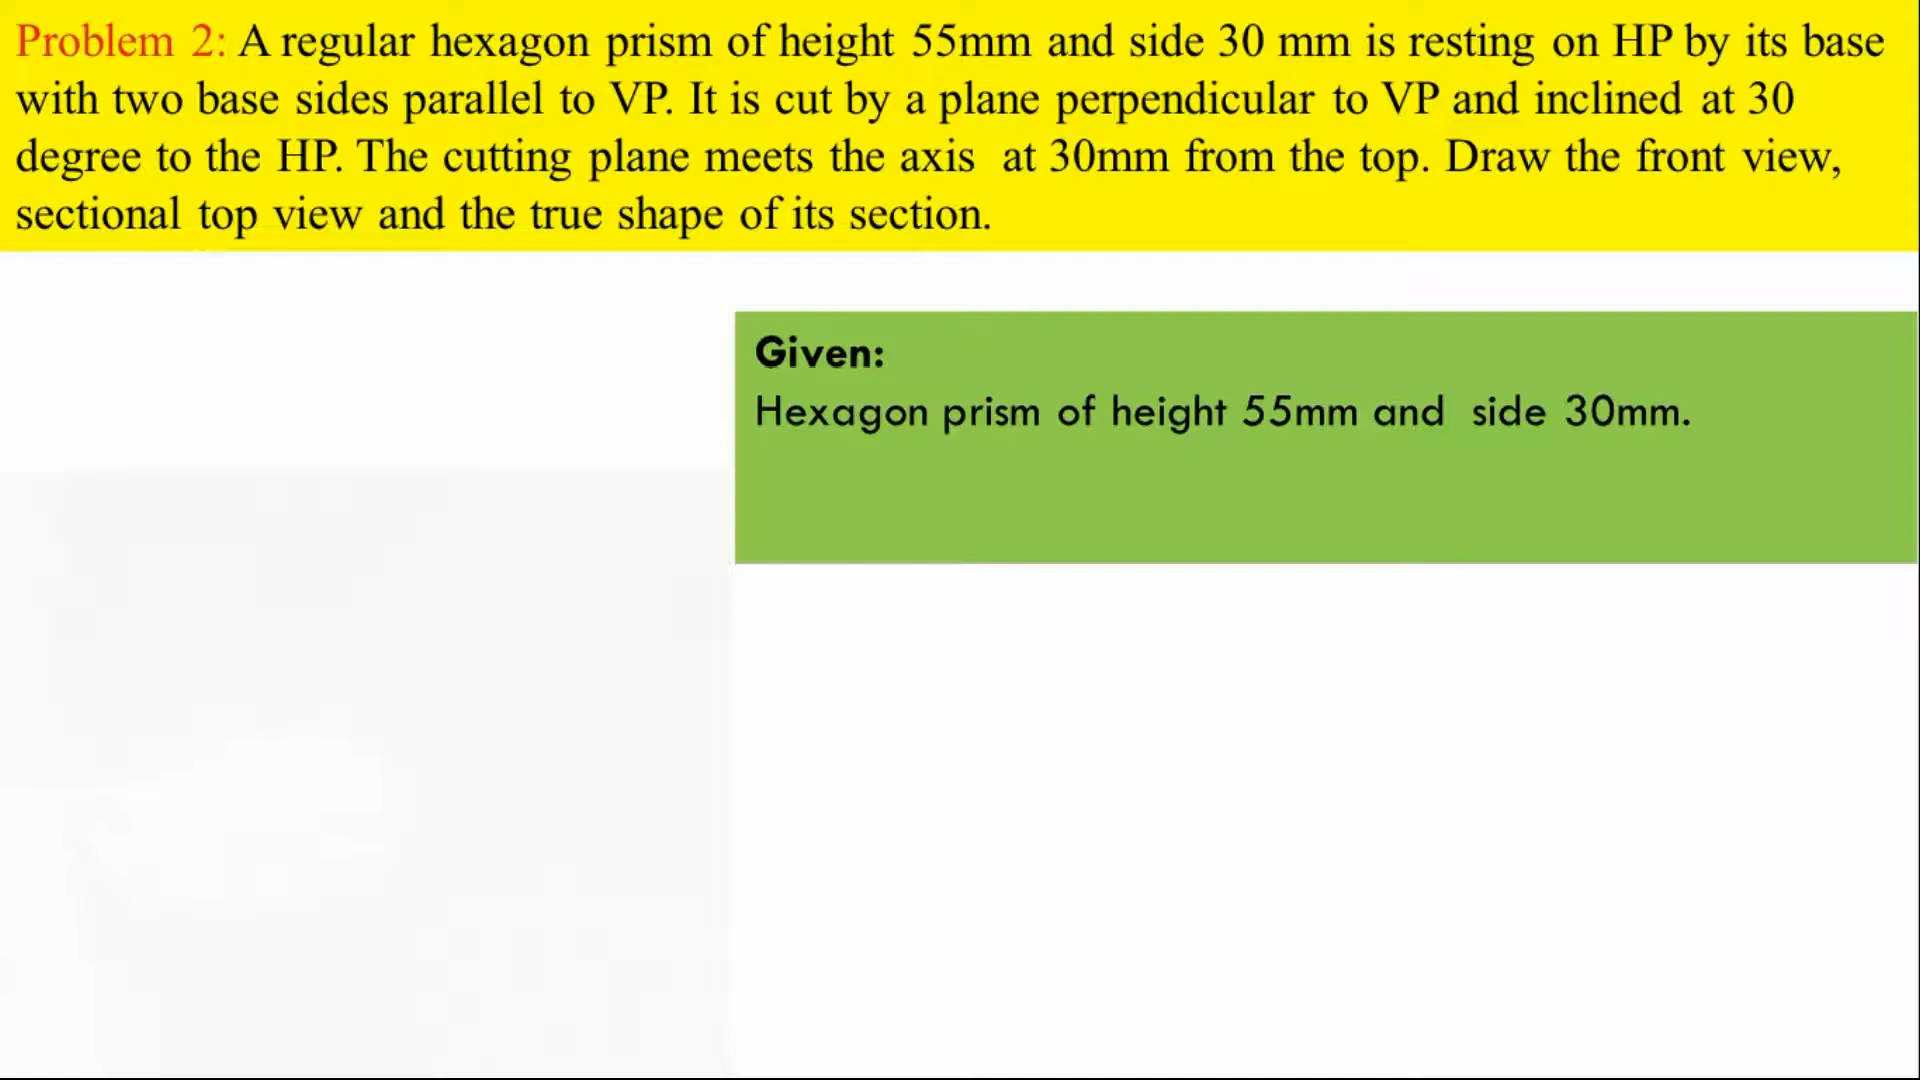 Problem 2: A regular hexagon prism of height 55mm and side 30 mm is resting on HP by its base
with two base sides parallel to VP. It is cut by a plane perpendicular to VP and inclined at 30
degree to the HP. The cutting plane meets the axis at 30mm from the top. Draw the front view,
sectional top view and the true shape of its section.
Given:
Hexagon prism of height 55mm and side 30mm.